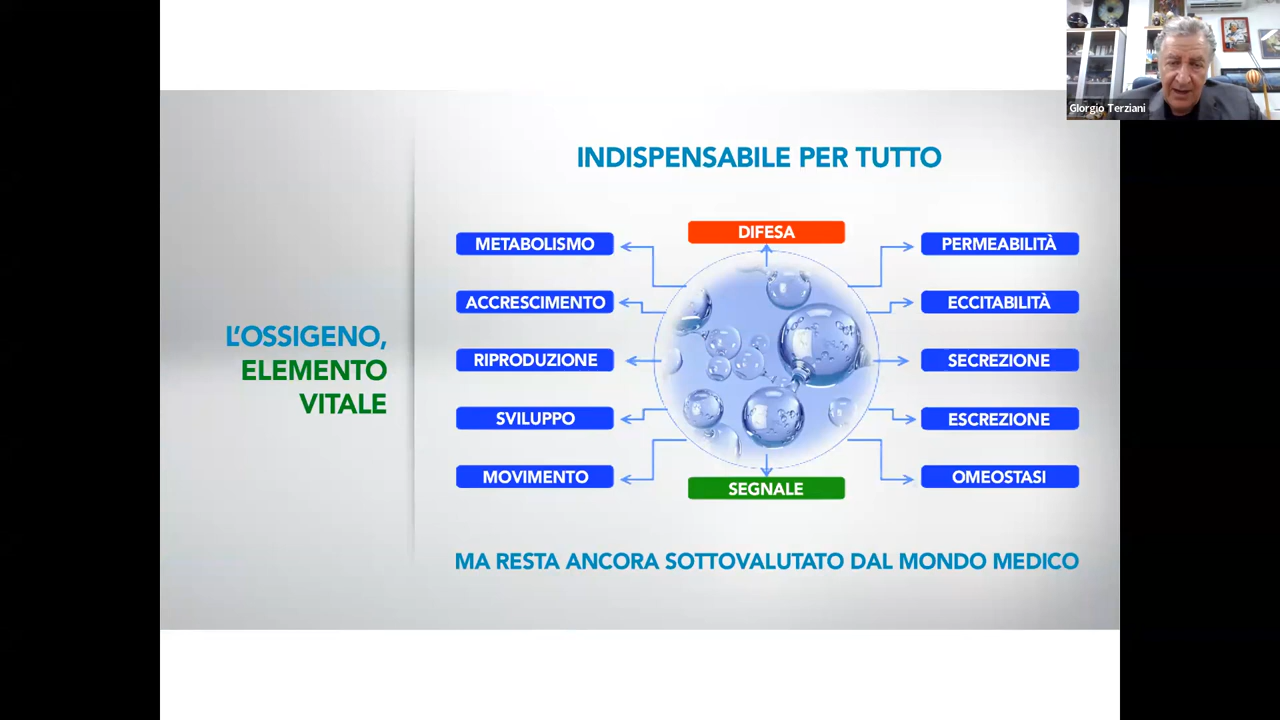 GIorgio Terziani
INDISPENSABILE PER TUTTO
L'OSSIGENO,
ELEMENTO
VITALE
DIFESA
METABOLISMO
ACCRESCIMENTO
RIPRODUZIONE
SVILUPPO
MOVIMENTO
PERMEABILITÀ
ECCITABILITÀ
SECREZIONE
ESCREZIONE
OMEOSTASI
SEGNALE
MA RESTA ANCORA SOTTOVALUTATO DAL MONDO MEDICO